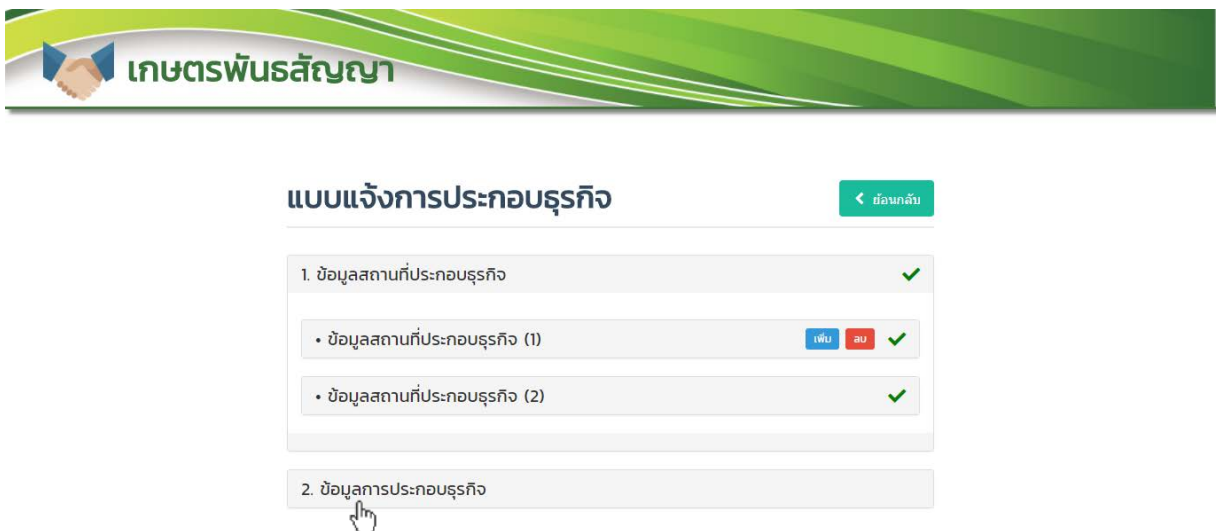 เกษตรพันธสัญญา
แบบแจ้งการประกอบธุรกิจ
ย้อนกลับ
1. ข้อมูลสถานที่ประกอบธุรกิจ
• ข้อมูลสถานที่ประกอบธุรกิจ (1) เพิ่ม ลบ
• ข้อมูลสถานที่ประกอบธุรกิจ (2)
2. ข้อมูลการประกอบธุรกิจ